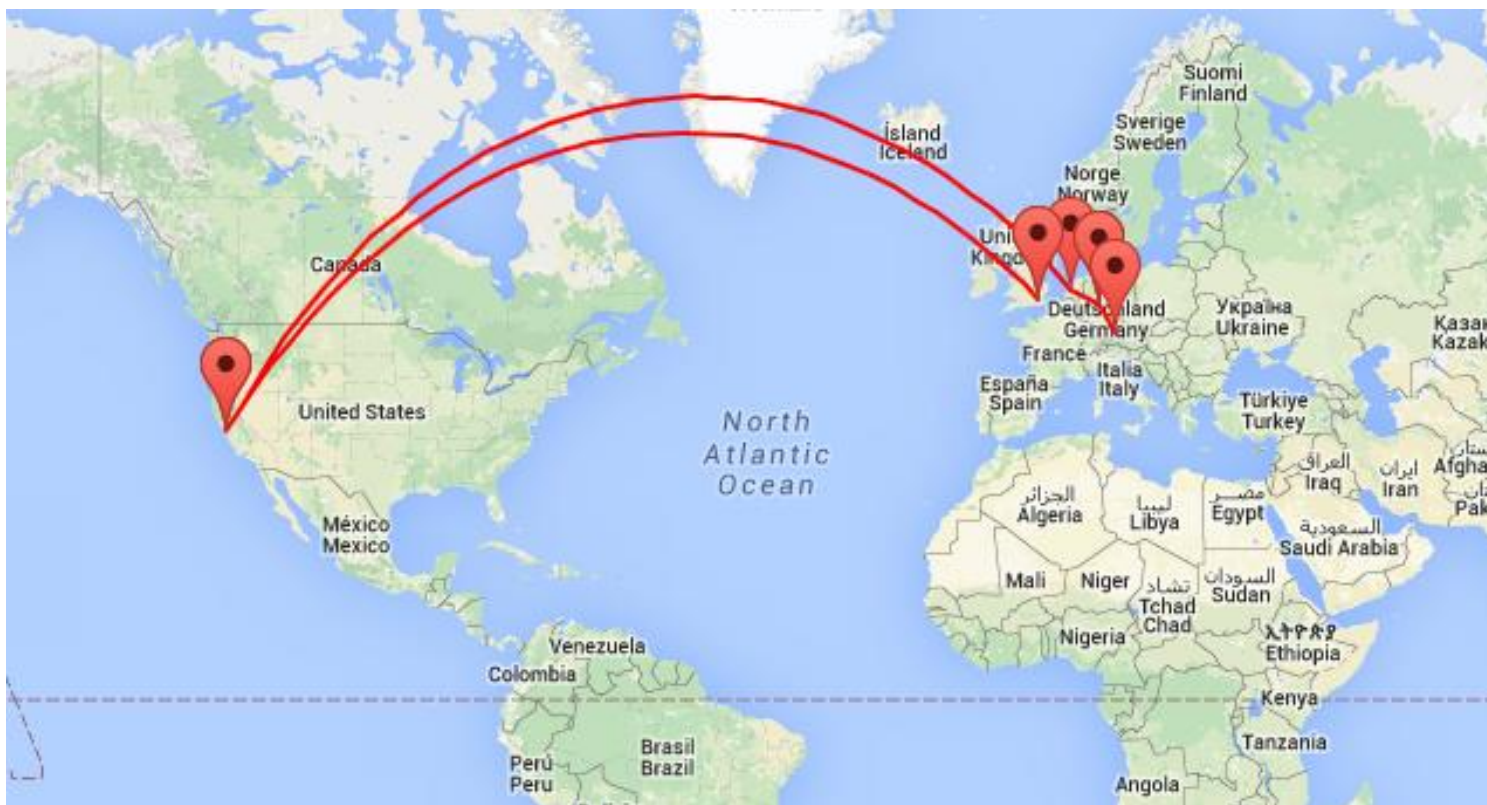 Suomi
Finland
Sverige
Sweden
Ísland
Iceland
Norge
Norway
Canada
Deutschland
Germany
Україна
Ukraine
France
Italia
Italy
España
Spain
Türkiye
Turkey
United States
North
Atlantic
Ocean
México
Mexico
العراق
Iraq
ایران
Iran
الجزائر
Algeria
ليبيا
Libya
مصر
Egypt
السعودية
Saudi Arabia
Mali
Niger
تشاد
Tchad
Chad
السودان
Sudan
Nigeria
ኢትዮጵያ
Ethiopia
Venezuela
Colombia
Kenya
Brasil
Brazil
Perú
Peru
Tanzania
Angola